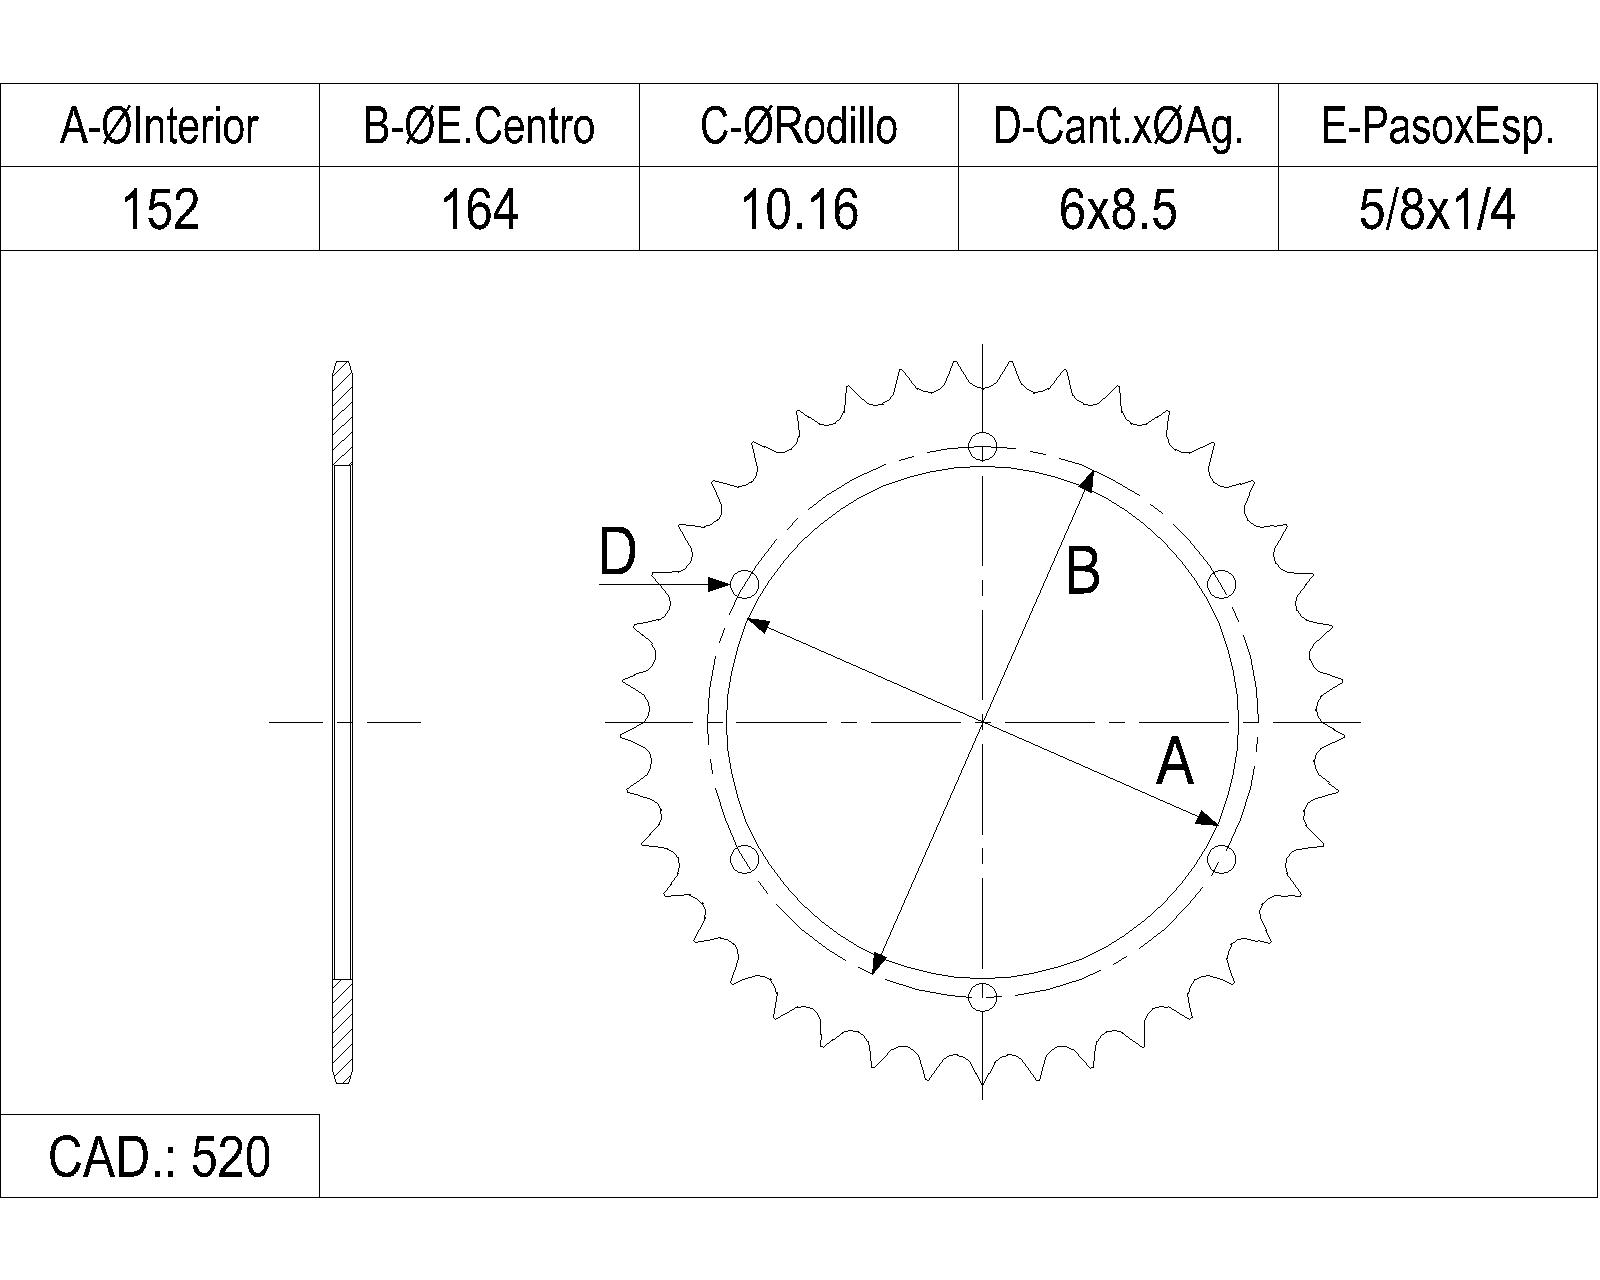 A-ØInterior B-ØE.Centro C-ØRodillo D-Cant.xØAg. E-PasoxEsp.
152 164 10.16 6x8.5 5/8x1/4
D
B
A
CAD.: 520